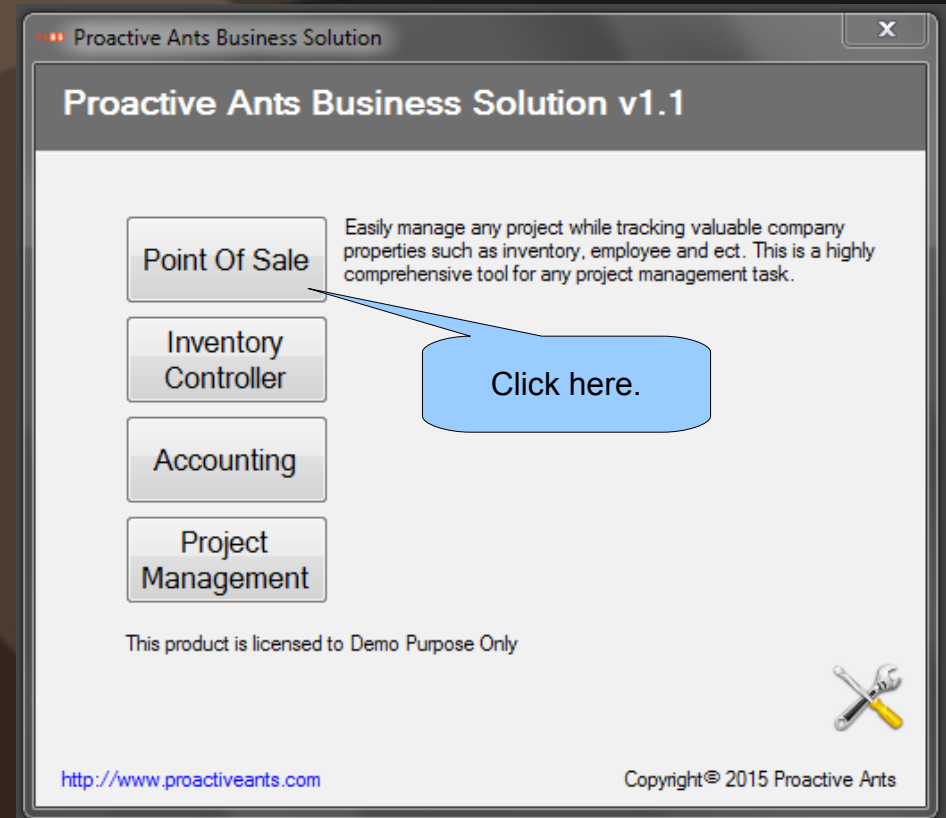 Proactive Ants Business Solution
x
Proactive Ants Business Solution v1.1
Point Of Sale
Easily manage any project while tracking valuable company
properties such as inventory, employee and ect. This is a highly
comprehensive tool for any project management task.
Inventory
Controller
Click here.
Accounting
Project
Management
This product is licensed to Demo Purpose Only
http://www.proactiveants.com
Copyright© 2015 Proactive Ants